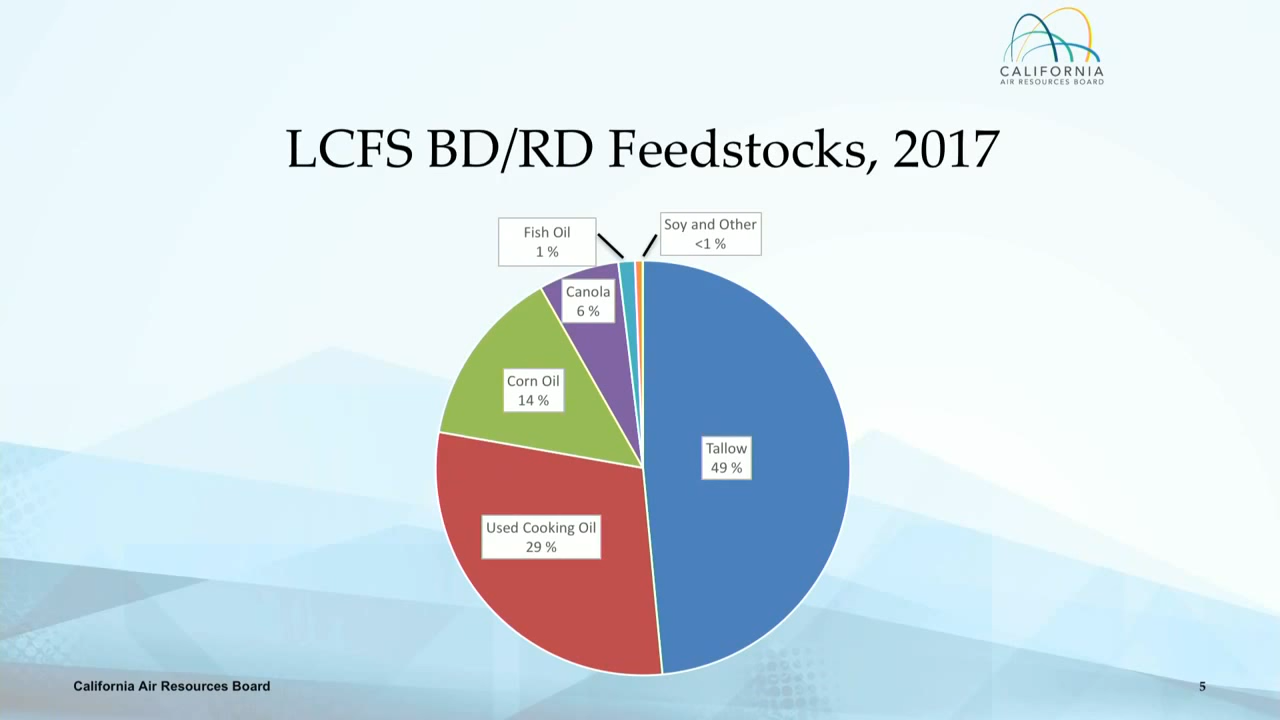 CALIFORNIA
AIR RESOURCES BOARD
LCFS BD/RD Feedstocks, 2017
Fish Oil
1 %
Soy and Other
<1 %
Canola
6 %
Corn Oil
14 %
Tallow
49 %
Used Cooking Oil
29 %
California Air Resources Board
5